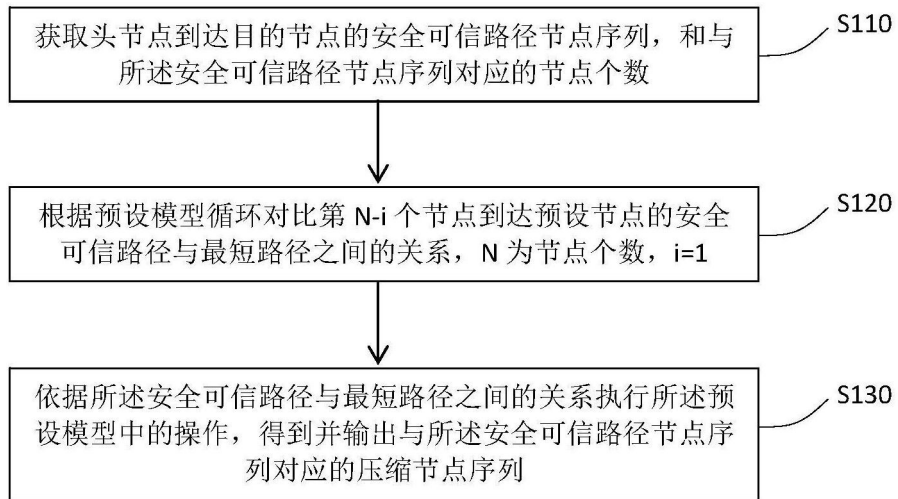 获取头节点到达目的节点的安全可信路径节点序列，和与
所述安全可信路径节点序列对应的节点个数
S110
根据预设模型循环对比第 N-i 个节点到达预设节点的安全
可信路径与最短路径之间的关系，N 为节点个数，i=1
S120
依据所述安全可信路径与最短路径之间的关系执行所述预
设模型中的操作，得到并输出与所述安全可信路径节点序
列对应的压缩节点序列
S130